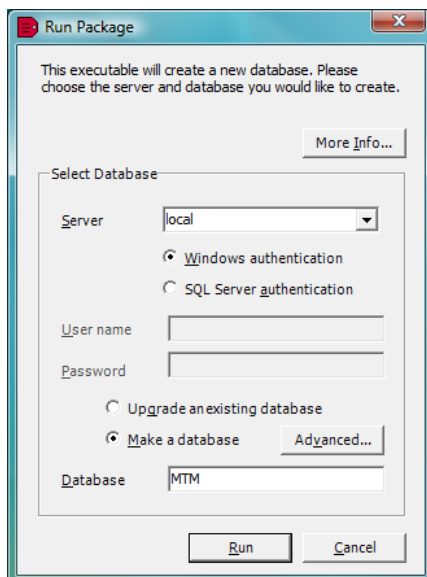 Run Package
This executable will create a new database. Please
choose the server and database you would like to create.
More Info...
Select Database
Server local
Windows authentication
SQL Server authentication
User name
Password
Upgrade an existing database
Make a database Advanced...
Database MTM
Run Cancel